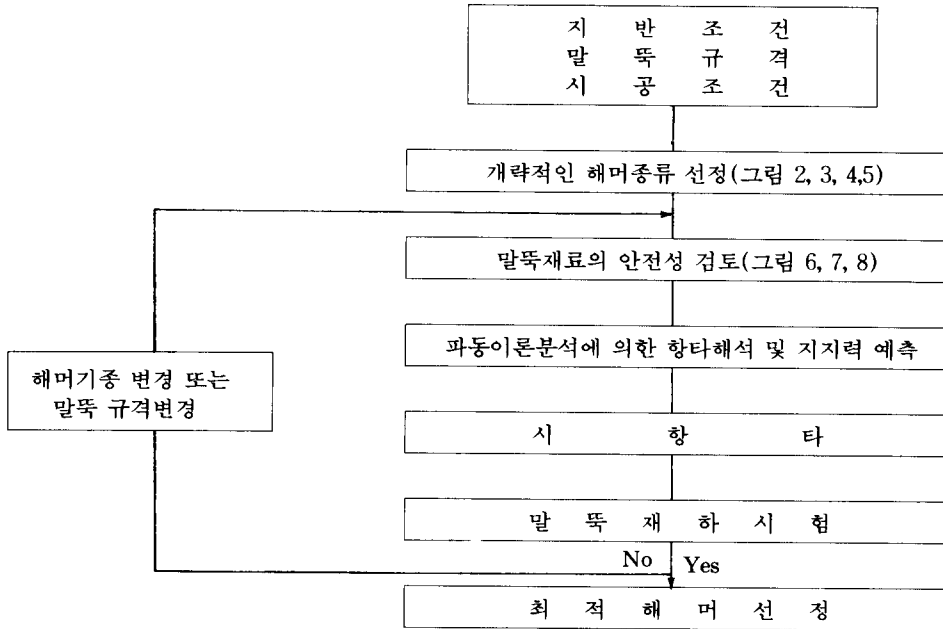 지 반 조 건
말 뚝 규 격
시 공 조 건
개략적인 해머종류 선정(그림 2, 3, 4,5)
말뚝재료의 안전성 검토(그림 6, 7, 8)
파동이론분석에 의한 항타해석 및 지지력 예측
해머기종 변경 또는
말뚝 규격변경
시 항 타
말 뚝 재 하 시 험
No Yes
최 적 해 머 선 정